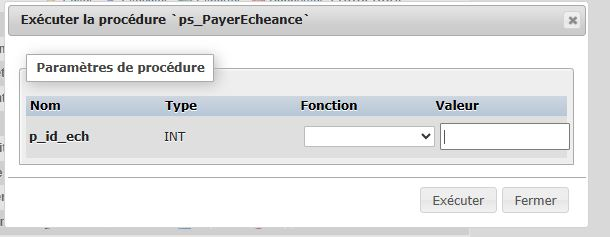 Exécuter la procédure `ps_PayerEcheance`
Paramètres de procédure
Nom Type Fonction Valeur
p_id_ech INT
Exécuter Fermer